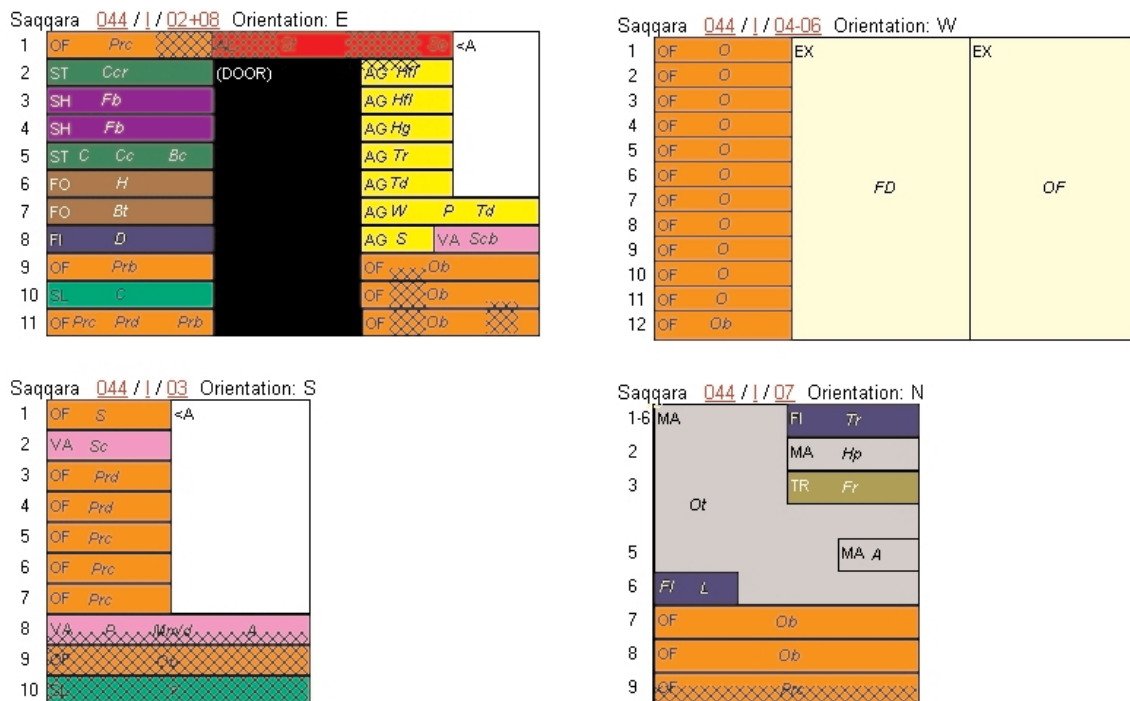 Saqqara 044 / I / 02+08 Orientation: E
1 OF Prc <A
2 ST Ccr (DOOR) AG Hfl
3 SH Fb AG Hfl
4 SH Fb AG Hg
5 ST C Cc Bc AG Tr
6 FO H AG Td
7 FO Bt AG W P Td
8 FI D AG S VA Scb
9 OF Prb OF Ob
10 SL C OF Ob
11 OF Prc Prd Prb OF Ob
Saqqara 044 / I / 04-06 Orientation: W
1 OF O EX EX
2 OF O
3 OF O
4 OF O
5 OF O
6 OF O
7 OF O FD OF
8 OF O
9 OF O
10 OF O
11 OF O
12 OF Ob
Saqqara 044 / I / 03 Orientation: S
1 OF S <A
2 VA Sc
3 OF Prd
4 OF Prd
5 OF Prc
6 OF Prc
7 OF Prc
8 VA P Mm/d A
9 OF Ob
10 SL
Saqqara 044 / I / 07 Orientation: N
1-6 MA FI Tr
2 MA Hp
3 TR Fr
Ot
5 MA A
6 FI L
7 OF Ob
8 OF Ob
9 OF Prc